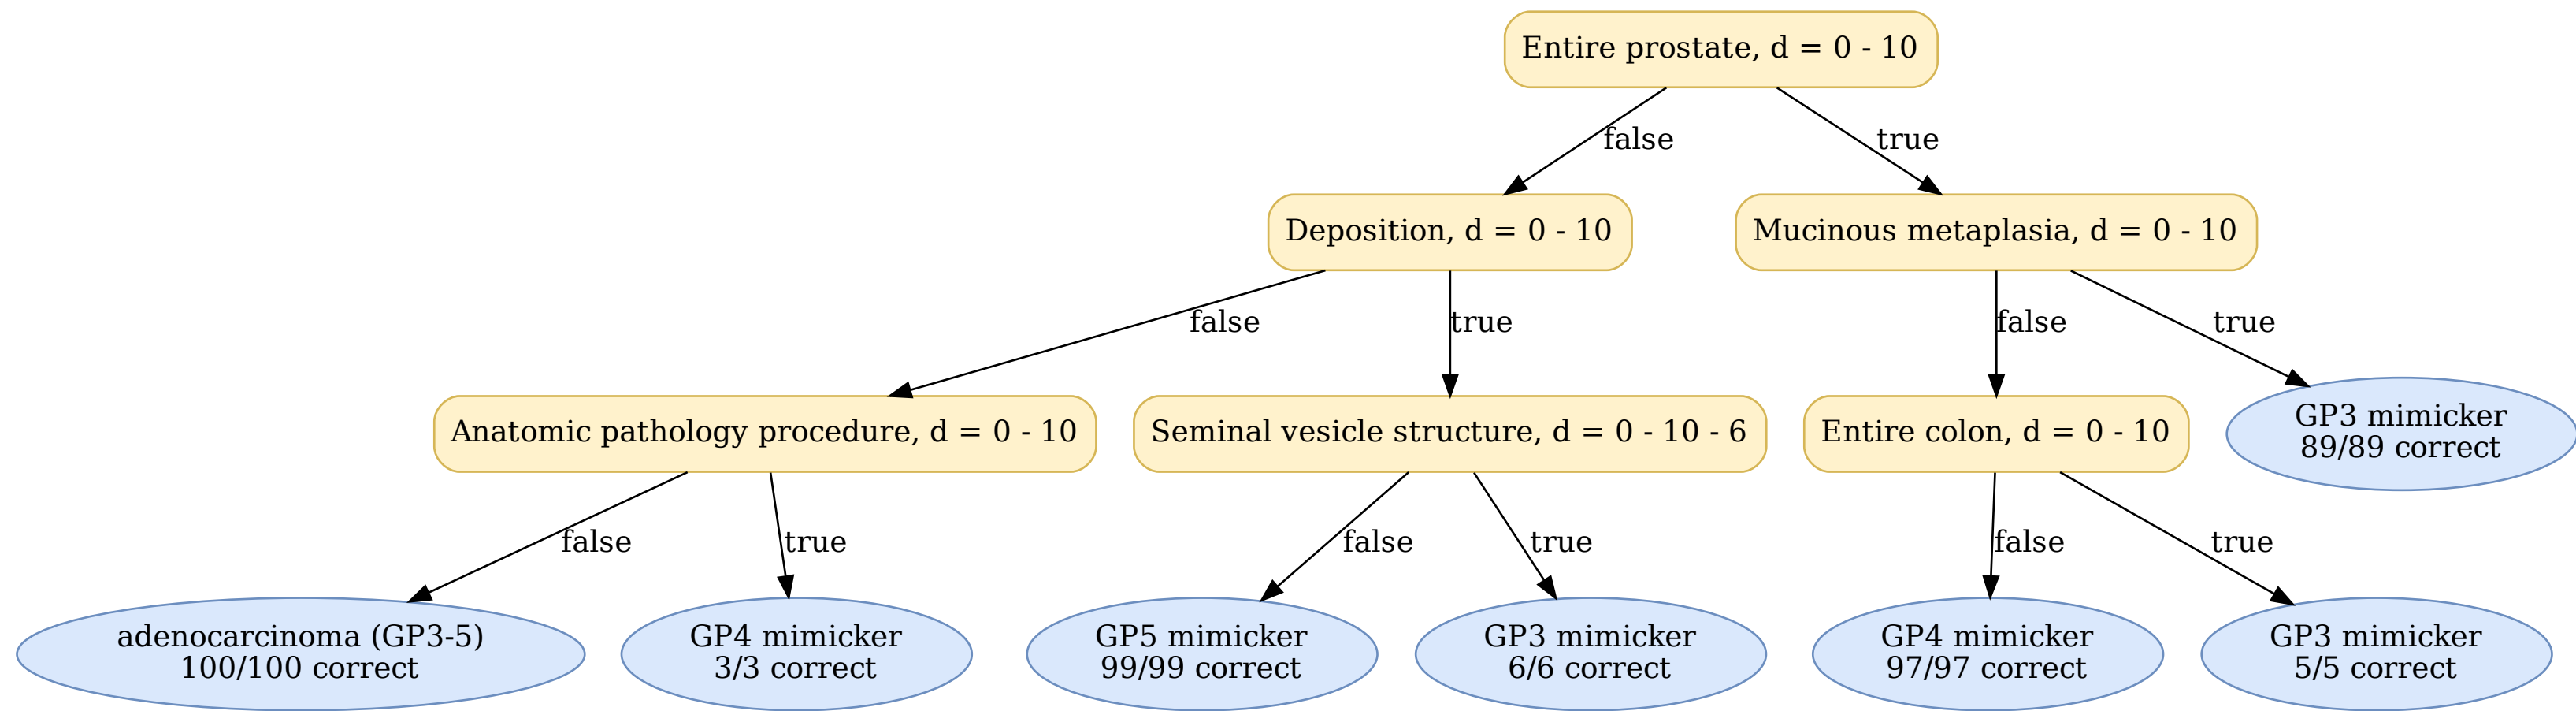 Entire prostate, d = 0 - 10
false
true
Deposition, d = 0 - 10
Mucinous metaplasia, d = 0 - 10
false
true
false
true
Anatomic pathology procedure, d = 0 - 10
Seminal vesicle structure, d = 0 - 10 - 6
Entire colon, d = 0 - 10
GP3 mimicker
89/89 correct
false
true
false
true
false
true
adenocarcinoma (GP3-5)
100/100 correct
GP4 mimicker
3/3 correct
GP5 mimicker
99/99 correct
GP3 mimicker
6/6 correct
GP4 mimicker
97/97 correct
GP3 mimicker
5/5 correct